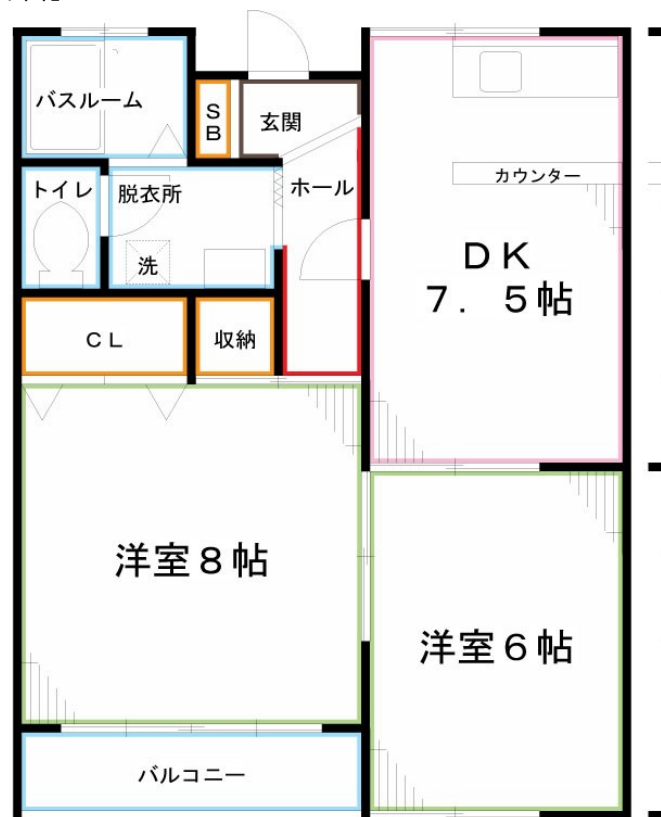 バスルーム
SB
玄関
カウンター
トイレ
脱衣所
ホール
洗
DK
7.5帖
CL
収納
洋室8帖
洋室6帖
バルコニー